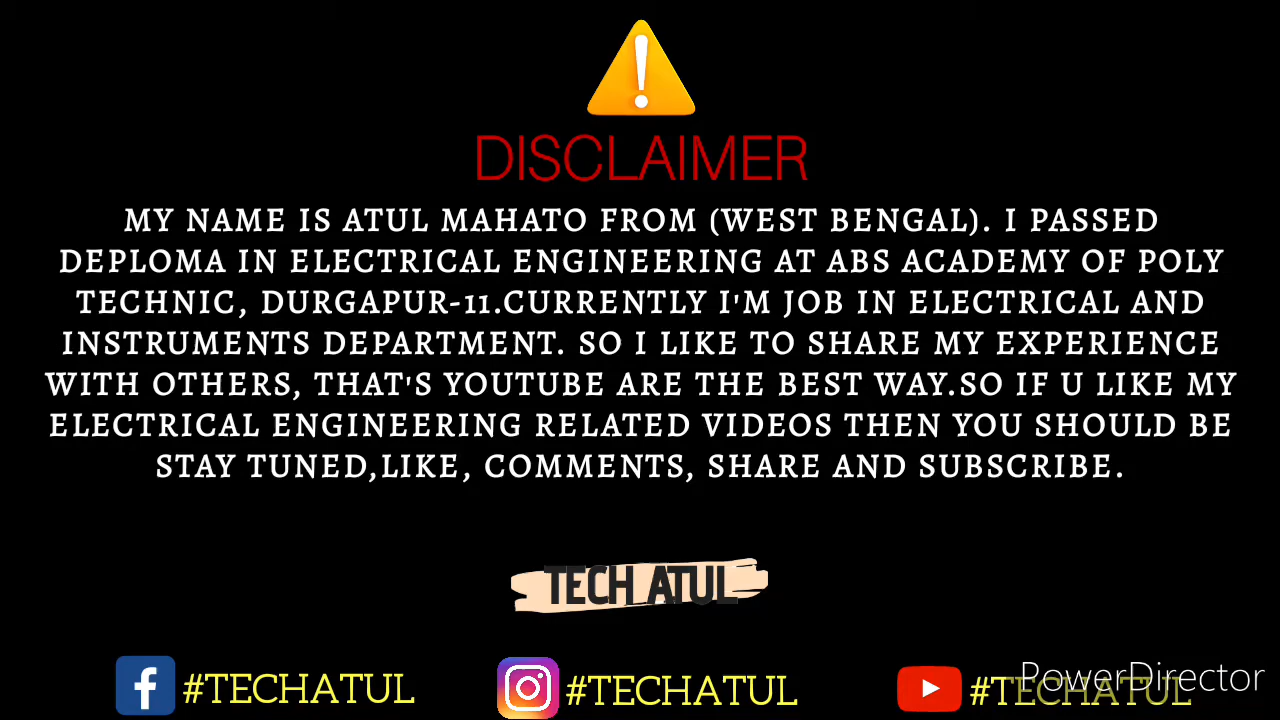 DISCLAIMER
MY NAME IS ATUL MAHATO FROM (WEST BENGAL). I PASSED
DEPLOMA IN ELECTRICAL ENGINEERING AT ABS ACADEMY OF POLY
TECHNIC, DURGAPUR-11.CURRENTLY I'M JOB IN ELECTRICAL AND
INSTRUMENTS DEPARTMENT. SO I LIKE TO SHARE MY EXPERIENCE
WITH OTHERS, THAT'S YOUTUBE ARE THE BEST WAY.SO IF U LIKE MY
ELECTRICAL ENGINEERING RELATED VIDEOS THEN YOU SHOULD BE
STAY TUNED,LIKE, COMMENTS, SHARE AND SUBSCRIBE.
TECH ATUL
#TECHATUL #TECHATUL #TECHATUL
PowerDirector